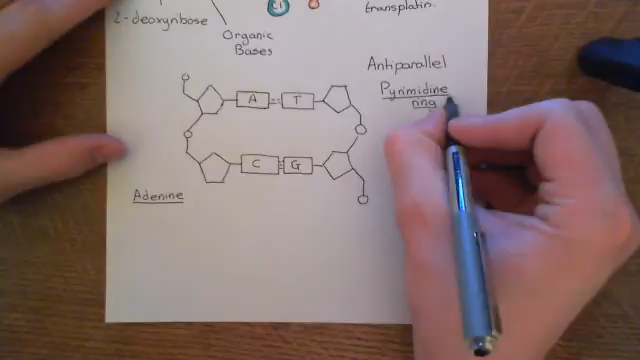 2-deoxyribose
Organic
Bases
transplatin.
Antiparallel
Pyrimidine
ring
A
T
C
G
Adenine